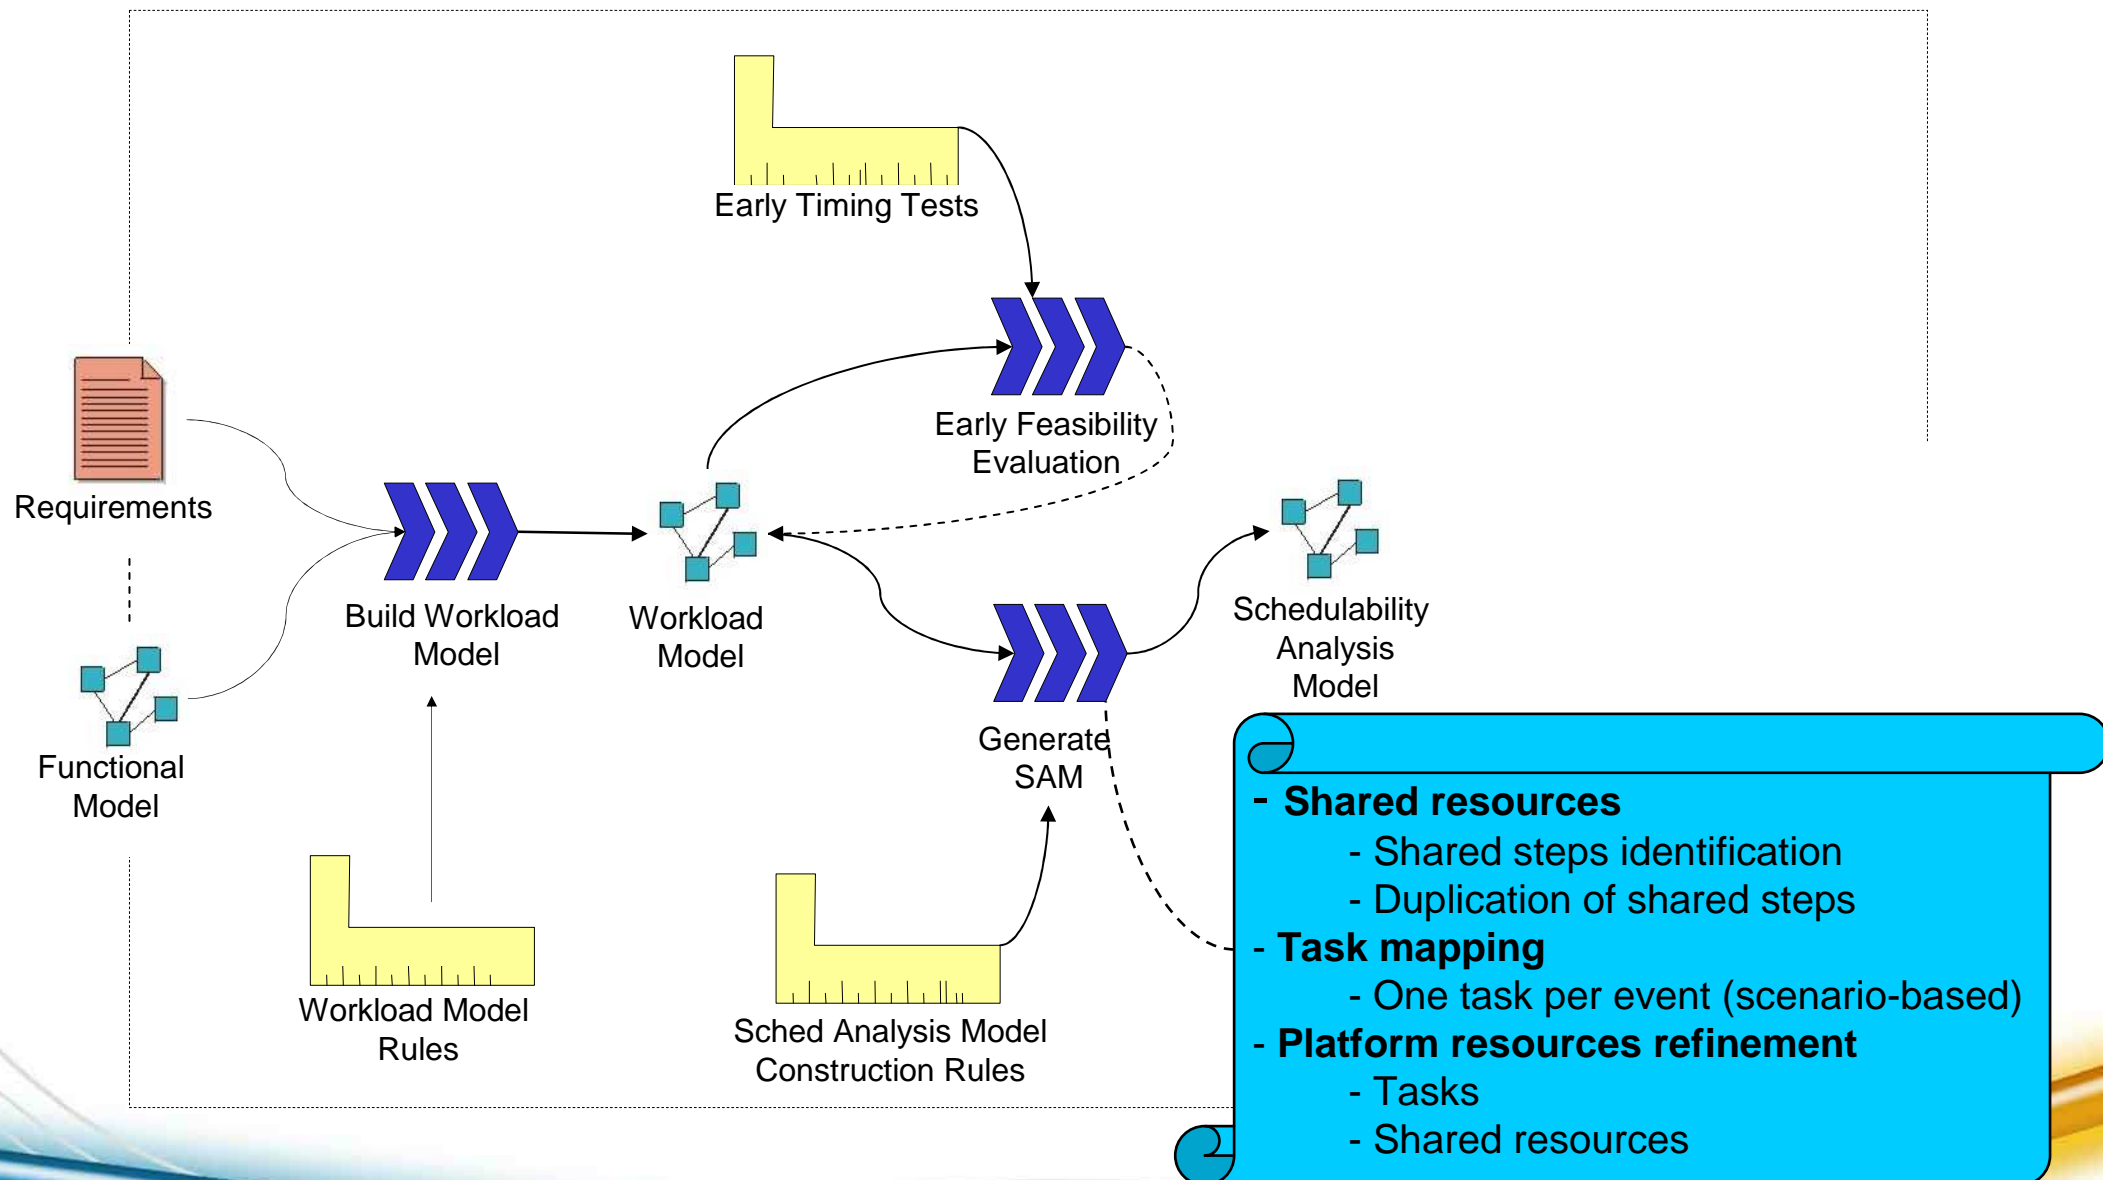 Early Timing Tests
Early Feasibility
Evaluation
Requirements
Build Workload
Model
Workload
Model
Schedulability
Analysis
Model
Functional
Model
Generate
SAM
Workload Model
Rules
Sched Analysis Model
Construction Rules
- Shared resources
- Shared steps identification
- Duplication of shared steps
- Task mapping
- One task per event (scenario-based)
- Platform resources refinement
- Tasks
- Shared resources